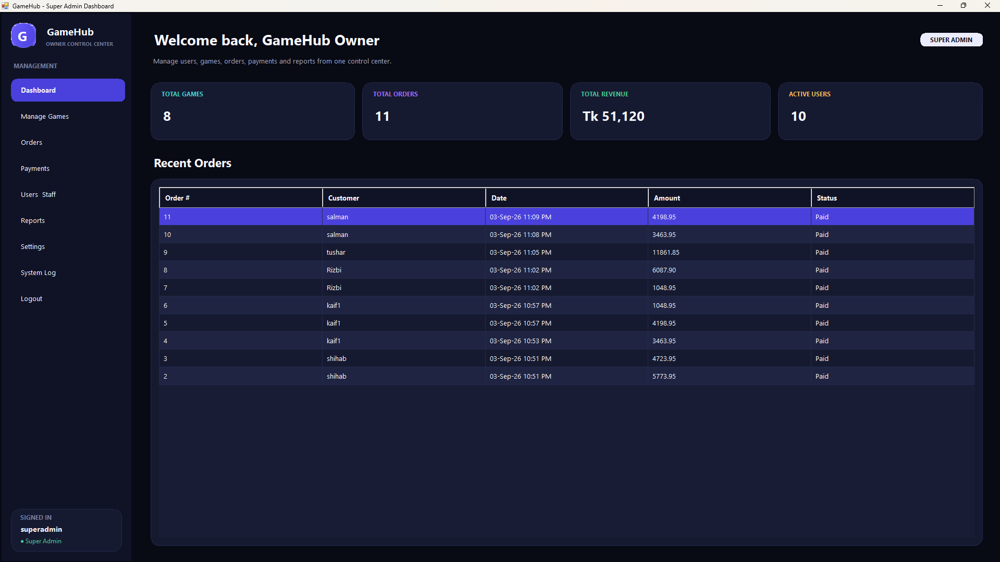 GameHub - Super Admin Dashboard
G
GameHub
OWNER CONTROL CENTER
MANAGEMENT
Dashboard
Manage Games
Orders
Payments
Users  Staff
Reports
Settings
System Log
Logout
SIGNED IN
superadmin
● Super Admin
Welcome back, GameHub Owner
SUPER ADMIN
Manage users, games, orders, payments and reports from one control center.
TOTAL GAMES
8
TOTAL ORDERS
11
TOTAL REVENUE
Tk 51,120
ACTIVE USERS
10
Recent Orders
Order # Customer Date Amount Status
11 salman 03-Sep-26 11:09 PM 4198.95 Paid
10 salman 03-Sep-26 11:08 PM 3463.95 Paid
9 tushar 03-Sep-26 11:05 PM 11861.85 Paid
8 Rizbi 03-Sep-26 11:02 PM 6087.90 Paid
7 Rizbi 03-Sep-26 11:02 PM 1048.95 Paid
6 kaif1 03-Sep-26 10:57 PM 1048.95 Paid
5 kaif1 03-Sep-26 10:57 PM 4198.95 Paid
4 kaif1 03-Sep-26 10:53 PM 3463.95 Paid
3 shihab 03-Sep-26 10:51 PM 4723.95 Paid
2 shihab 03-Sep-26 10:51 PM 5773.95 Paid